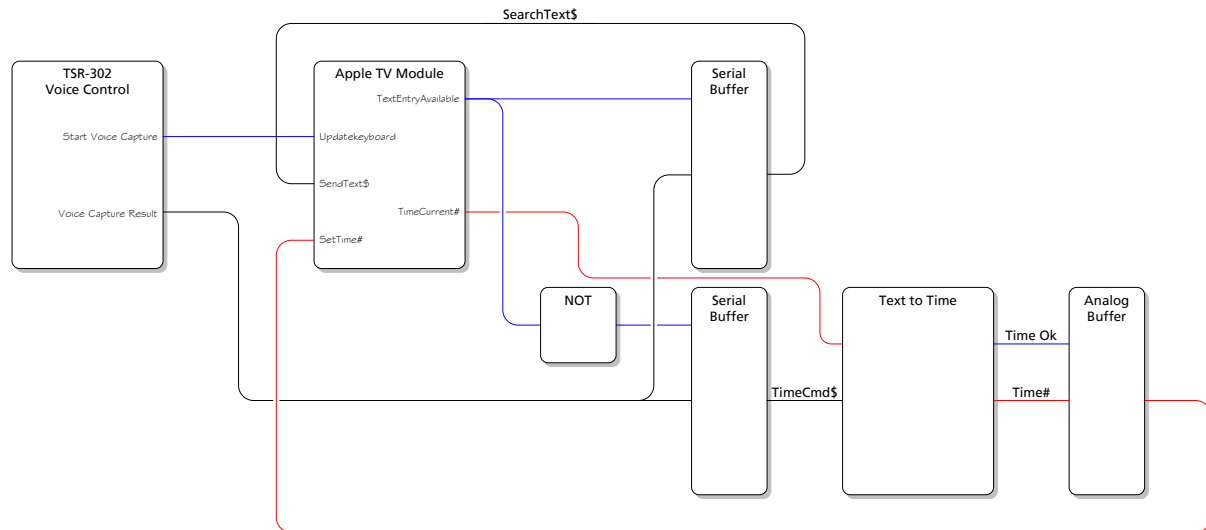 SearchText$
TSR-302
Voice Control
Start Voice Capture
Voice Capture Result
Apple TV Module
TextEntryAvailable
Updatekeyboard
SendText$
TimeCurrent#
SetTime#
Serial
Buffer
NOT
Serial
Buffer
TimeCmd$
Text to Time
Time Ok
Time#
Analog
Buffer